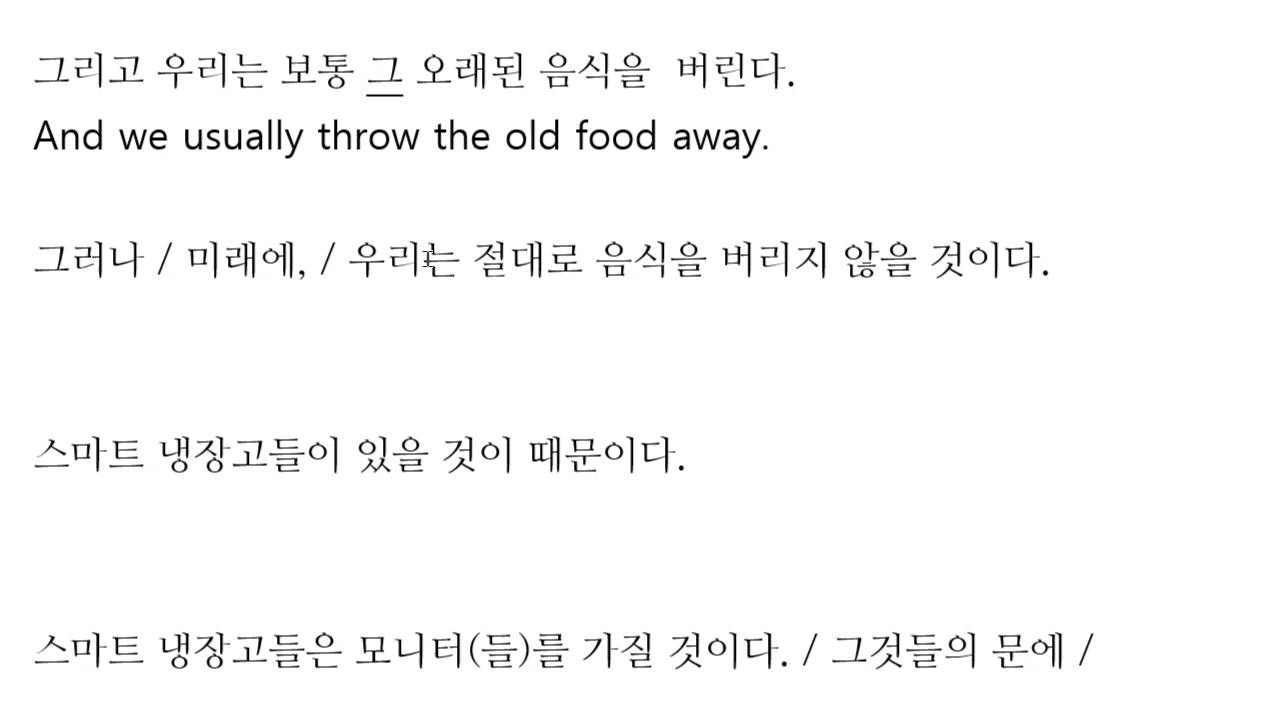 그리고 우리는 보통 그 오래된 음식을 버린다.
And we usually throw the old food away.
그러나 / 미래에, / 우리는 절대로 음식을 버리지 않을 것이다.
스마트 냉장고들이 있을 것이 때문이다.
스마트 냉장고들은 모니터(들)를 가질 것이다. / 그것들의 문에 /